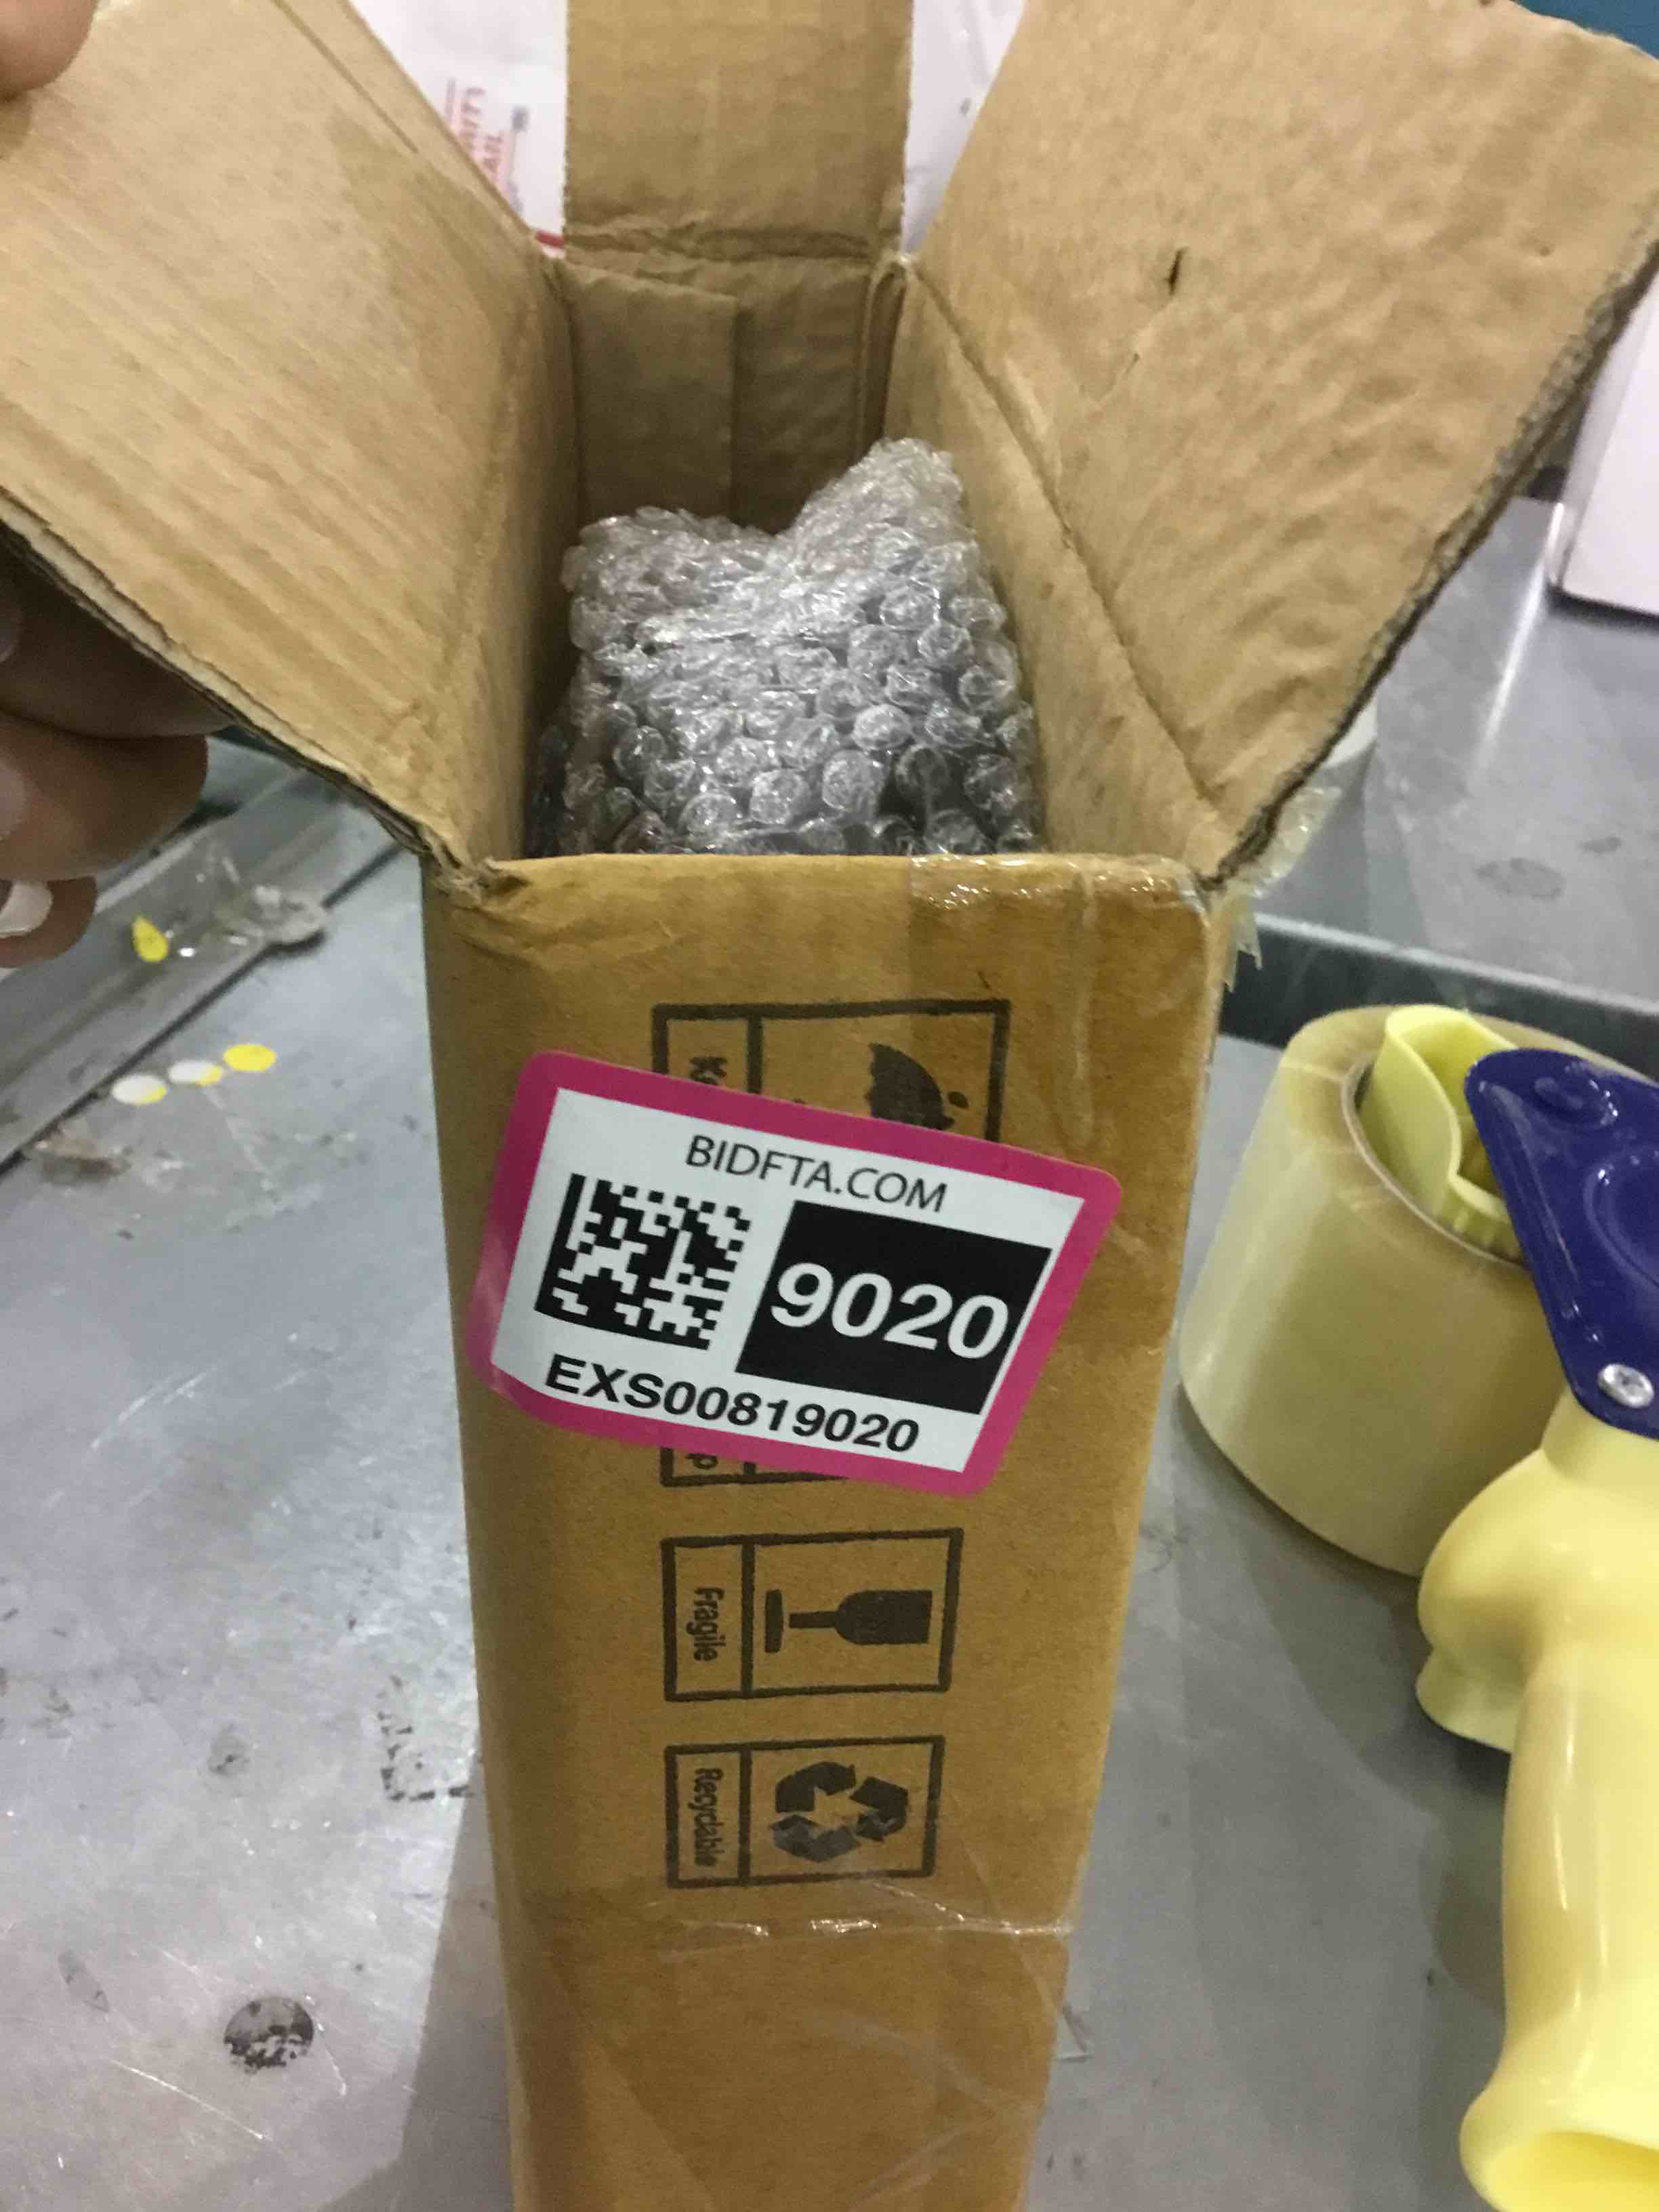 BIDFTA.COM
9020
EXS00819020
Fragile
Recyclable